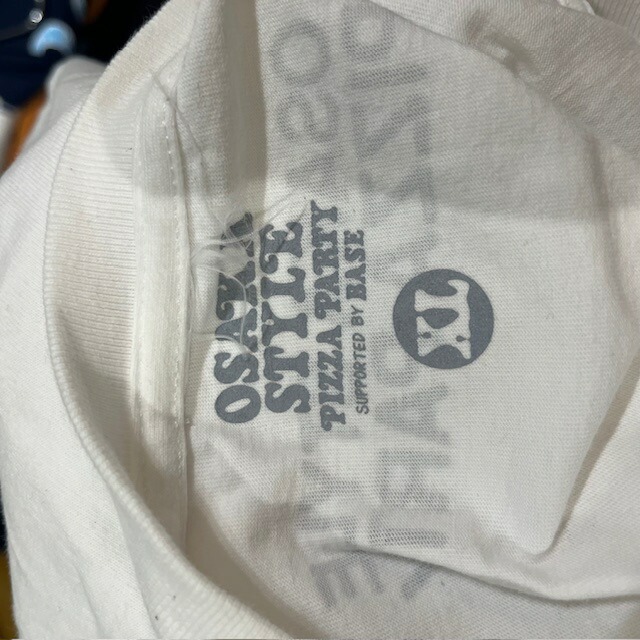 OSAKA
STYLE
PIZZA PARTY
SUPPORTED BY BASE
XL